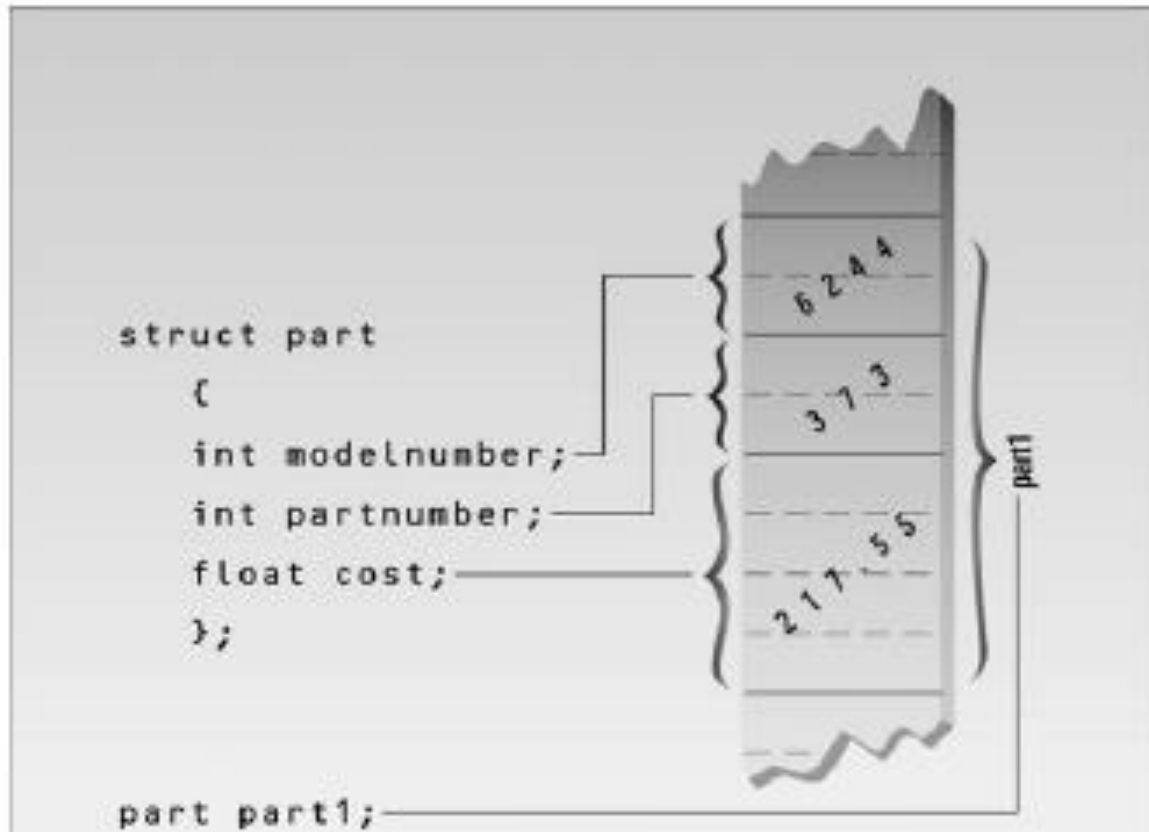 struct part
{
int modelnumber;
int partnumber;
float cost;
};
part part1;
6244
373
217.55
part1